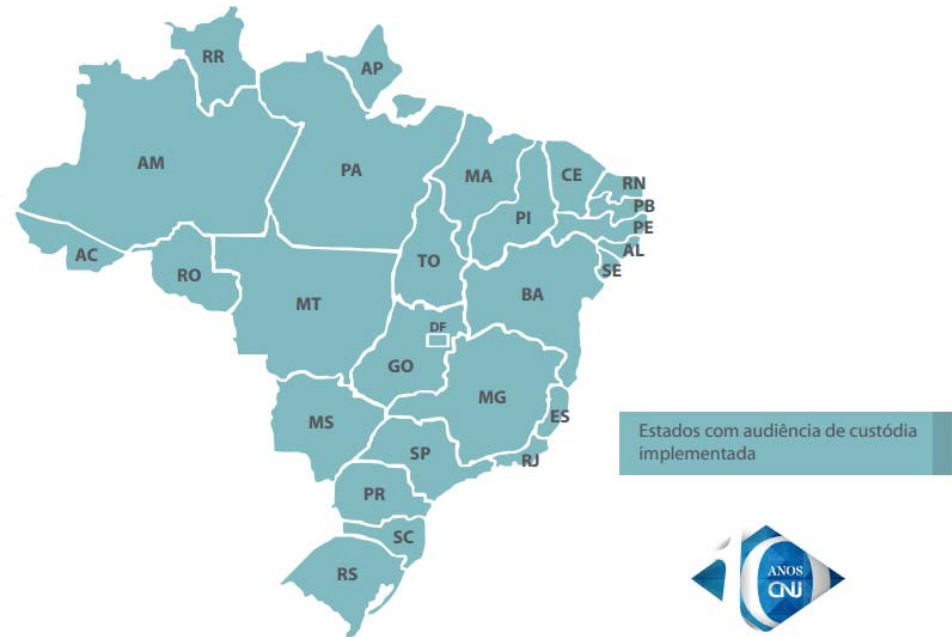 RR
AP
AM
PA
MA
CE
RN
PB
PI
PE
AL
AC
TO
SE
RO
BA
MT
DF
GO
MG
MS
ES
SP
RJ
PR
SC
RS
Estados com audiência de custódia
implementada
10
ANOS
CNJ